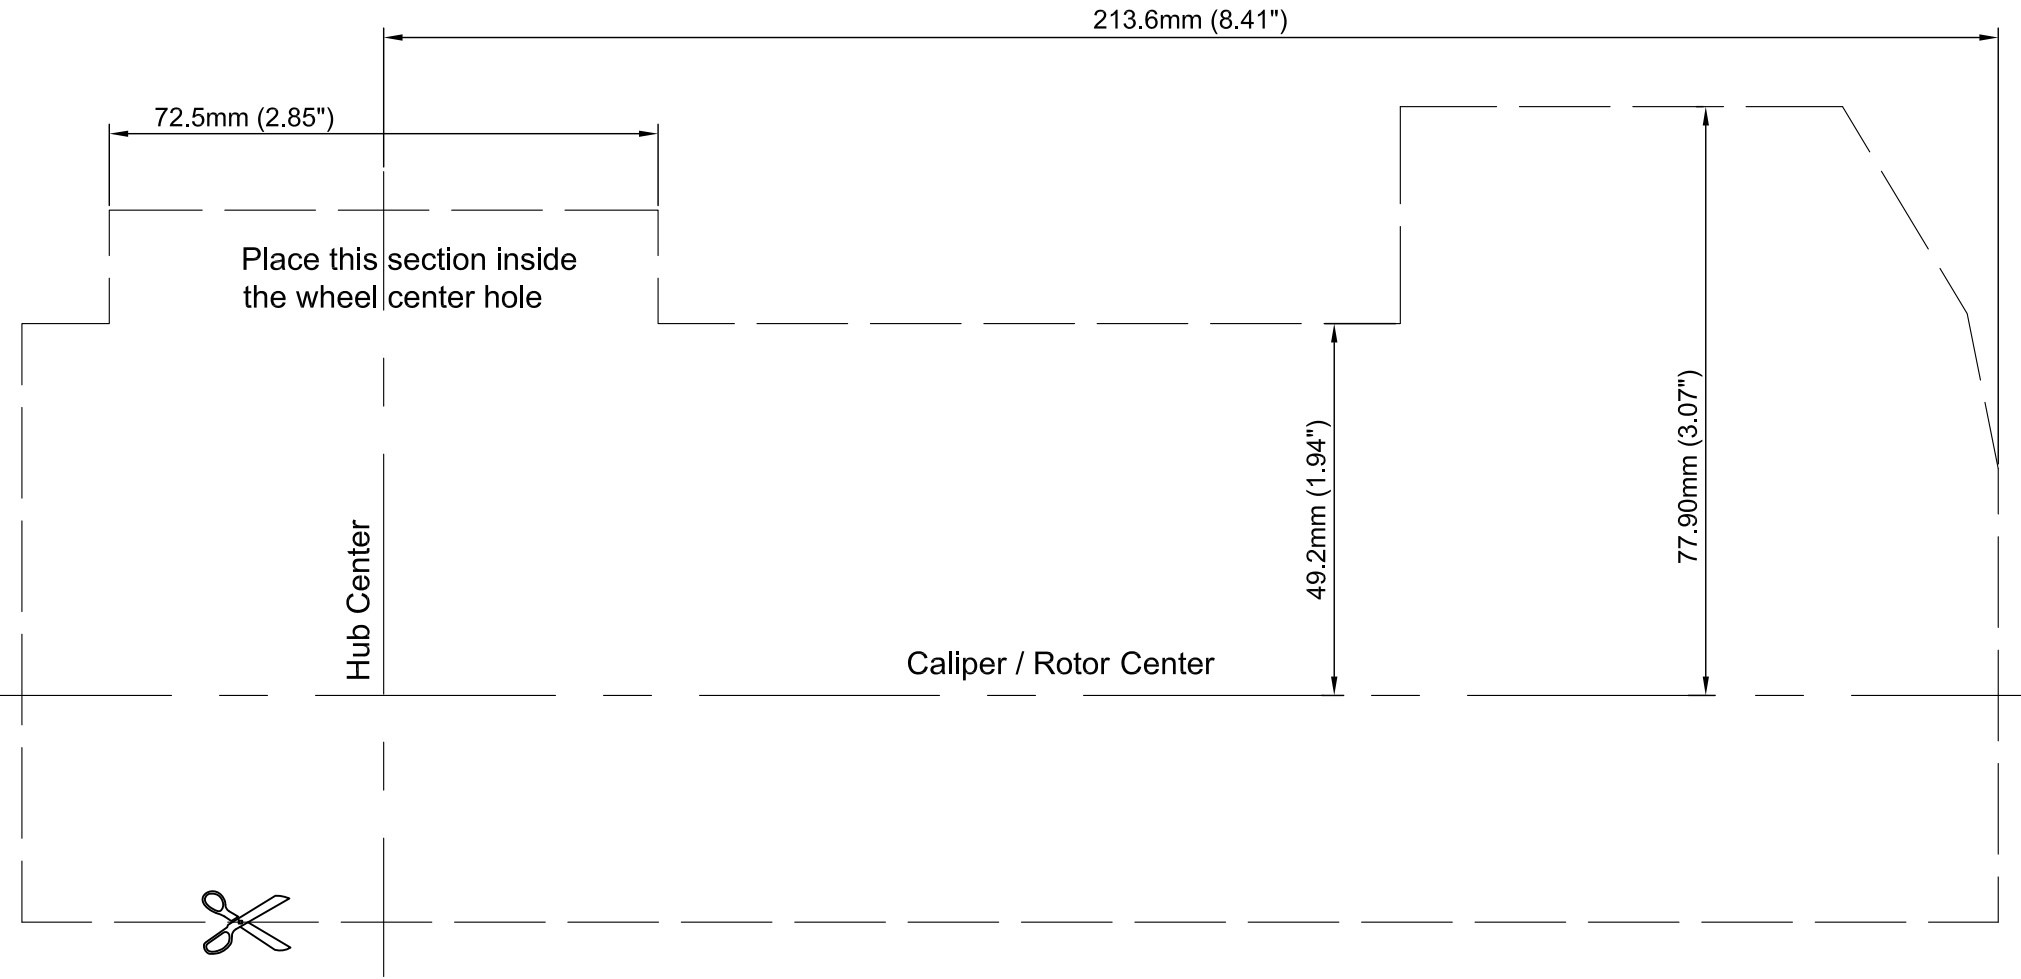 213.6mm (8.41")
72.5mm (2.85")
Place this section inside
the wheel center hole
49.2mm (1.94")
77.90mm (3.07")
Hub Center
Caliper / Rotor Center